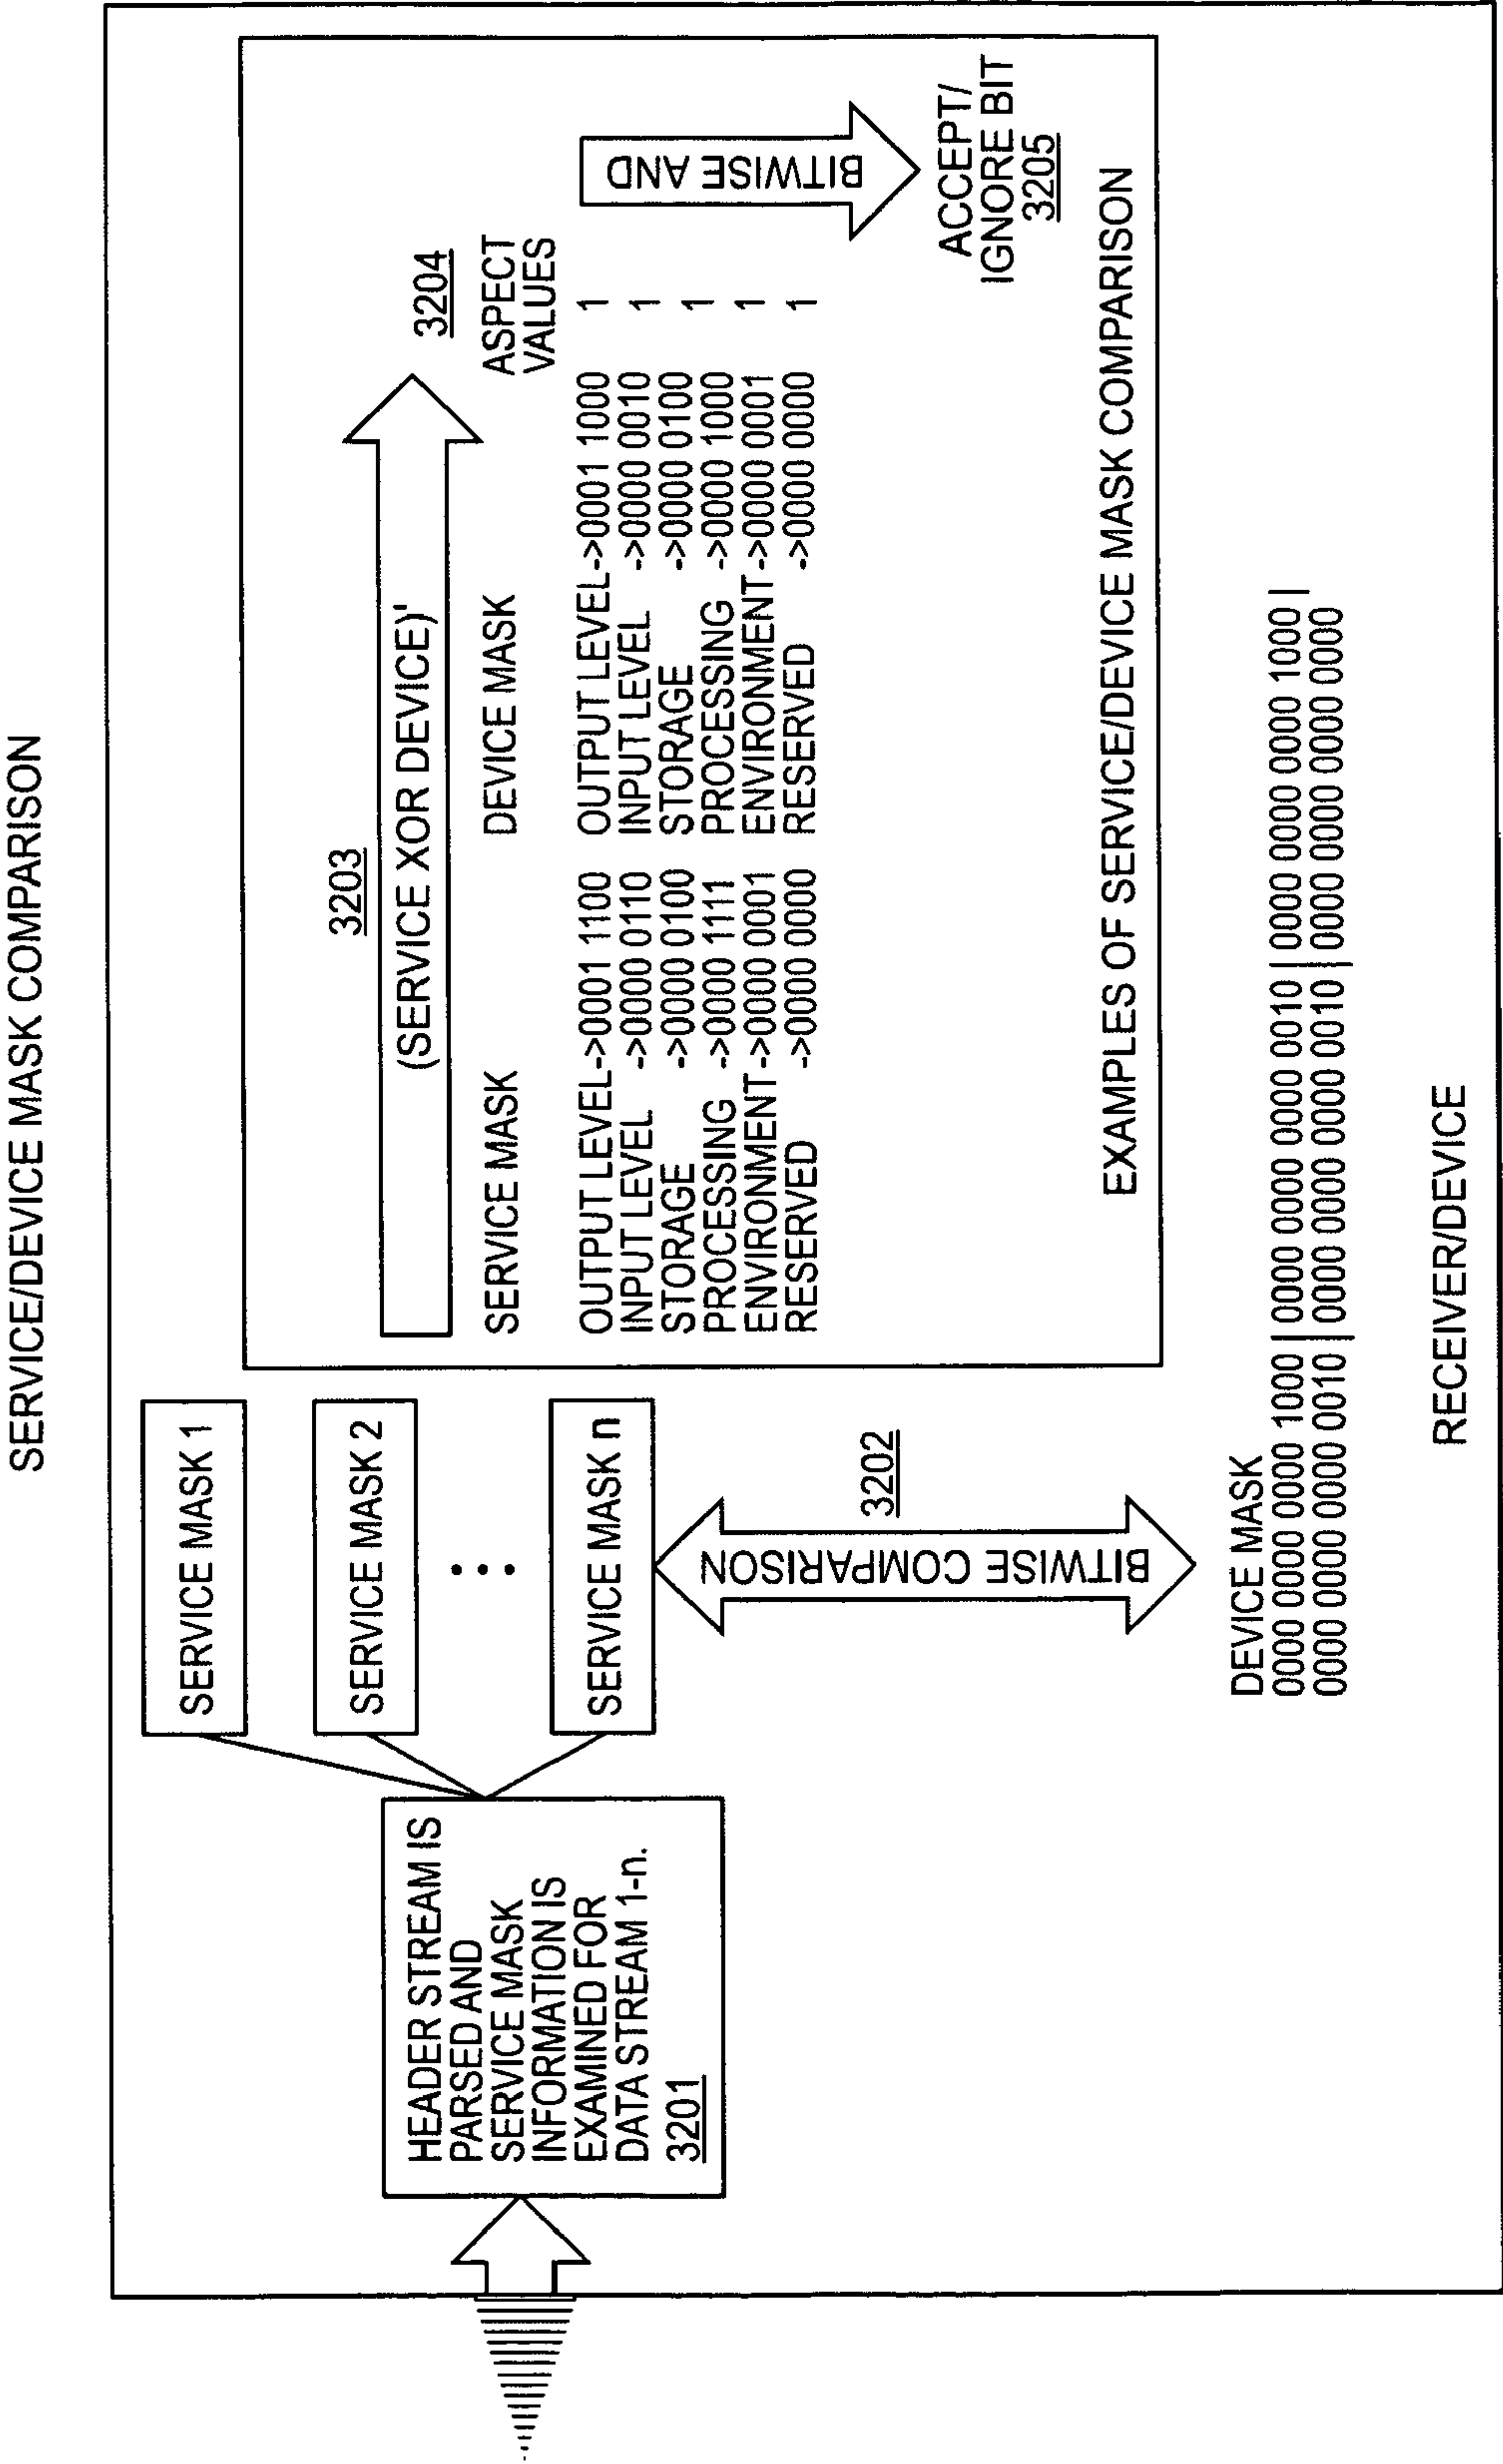 SERVICE/DEVICE MASK COMPARISON
HEADER STREAM IS
PARSED AND
SERVICE MASK
INFORMATION IS
EXAMINED FOR
DATA STREAM 1-n.
3201
SERVICE MASK 1
SERVICE MASK 2
SERVICE MASK n
BITWISE COMPARISON
3202
3203
(SERVICE XOR DEVICE)'
3204
SERVICE MASK
OUTPUT LEVEL->0001 1100
INPUT LEVEL ->0000 0110
STORAGE ->0000 0100
PROCESSING ->0000 1111
ENVIRONMENT->0000 0001
RESERVED ->0000 0000
DEVICE MASK
OUTPUT LEVEL->0001 1000
INPUT LEVEL ->0000 0010
STORAGE ->0000 0100
PROCESSING ->0000 1000
ENVIRONMENT->0000 0001
RESERVED ->0000 0000
ASPECT
VALUES
1
1
1
1
1
1
BITWISE AND
ACCEPT/
IGNORE BIT
3205
EXAMPLES OF SERVICE/DEVICE MASK COMPARISON
DEVICE MASK
0000 0000 0000 1000 | 0000 0000 0000 0010 | 0000 0000 0000 1000 |
0000 0000 0000 0010 | 0000 0000 0000 0010 | 0000 0000 0000 0000
RECEIVER/DEVICE